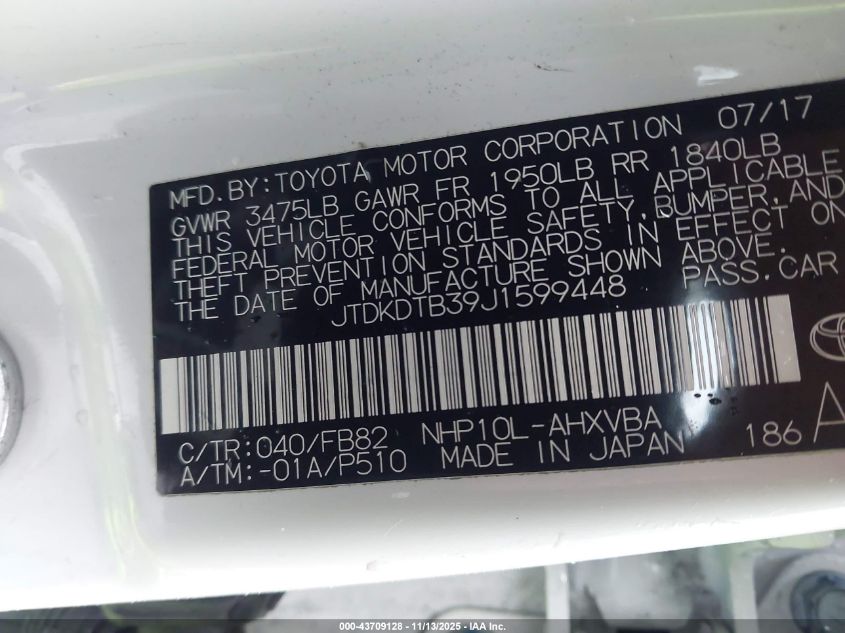 MFD.BY:TOYOTA MOTOR CORPORATION 07/17
GVWR 3475LB GAWR FR 1950LB RR 1840LB
THIS VEHICLE CONFORMS TO ALL APPLICABLE
FEDERAL MOTOR VEHICLE SAFETY,BUMPER,AND
THEFT PREVENTION STANDARDS IN EFFECT ON
THE DATE OF MANUFACTURE SHOWN ABOVE.
JTDKDTB39J1599448 PASS.CAR
C/TR:040/FB82 NHP10L-AHXVBA
A/TM:-01A/P510 MADE IN JAPAN 186 A
000-43709128 - 11/13/2025 - © IAA Inc.